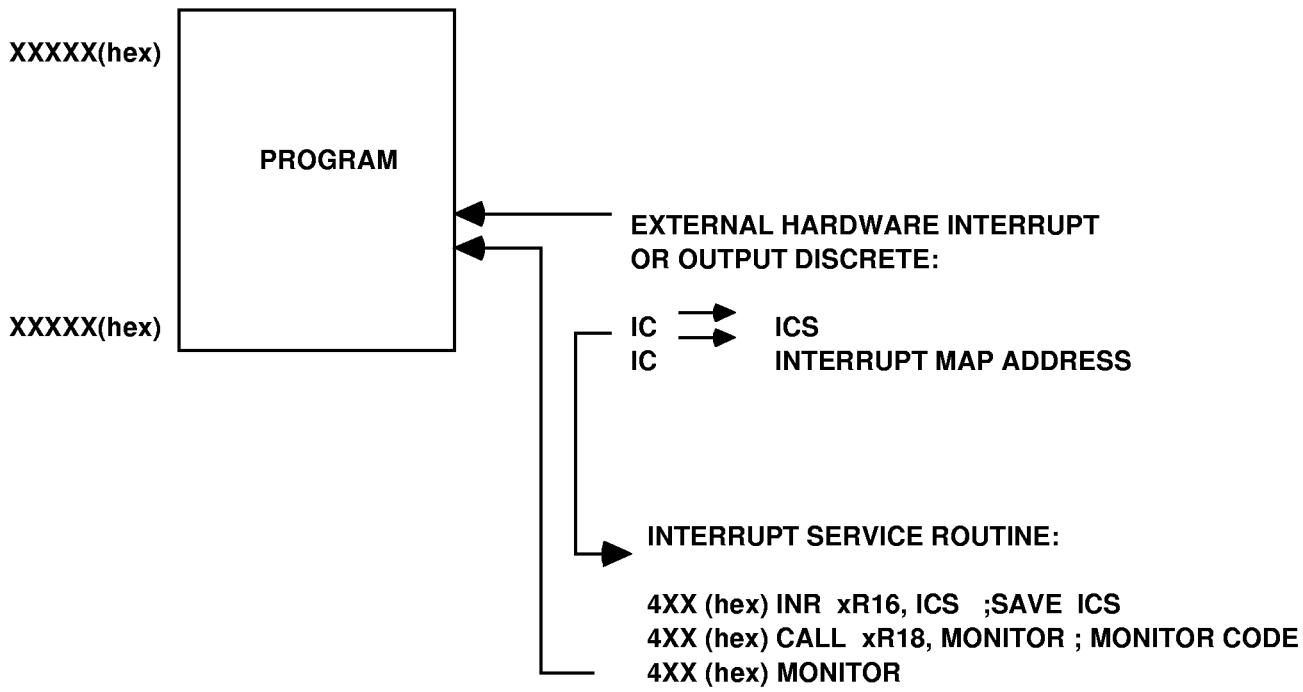 XXXXX(hex)
PROGRAM
XXXXX(hex)
EXTERNAL HARDWARE INTERRUPT
OR OUTPUT DISCRETE:
IC ICS
IC INTERRUPT MAP ADDRESS
INTERRUPT SERVICE ROUTINE:
4XX (hex) INR xR16, ICS ;SAVE ICS
4XX (hex) CALL xR18, MONITOR ; MONITOR CODE
4XX (hex) MONITOR